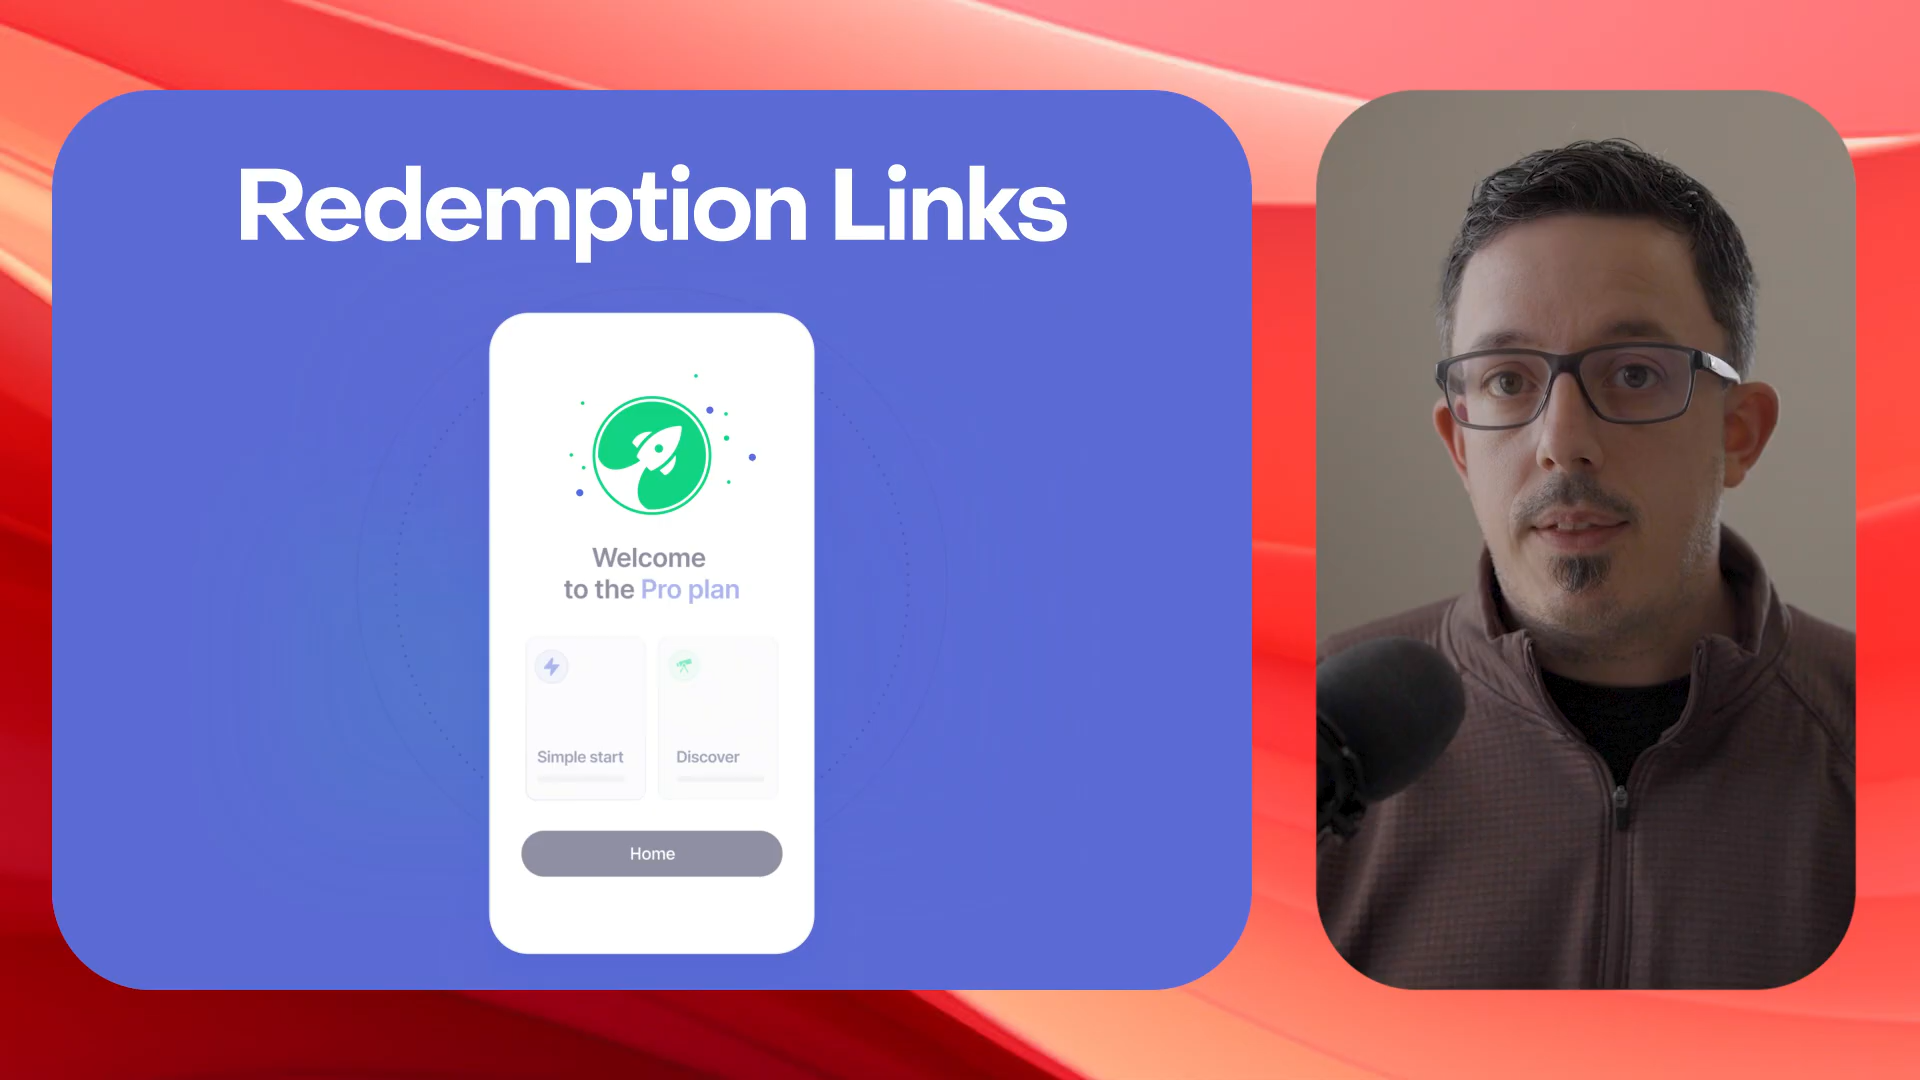 Redemption Links
Welcome
to the Pro plan
Simple start
Discover
Home